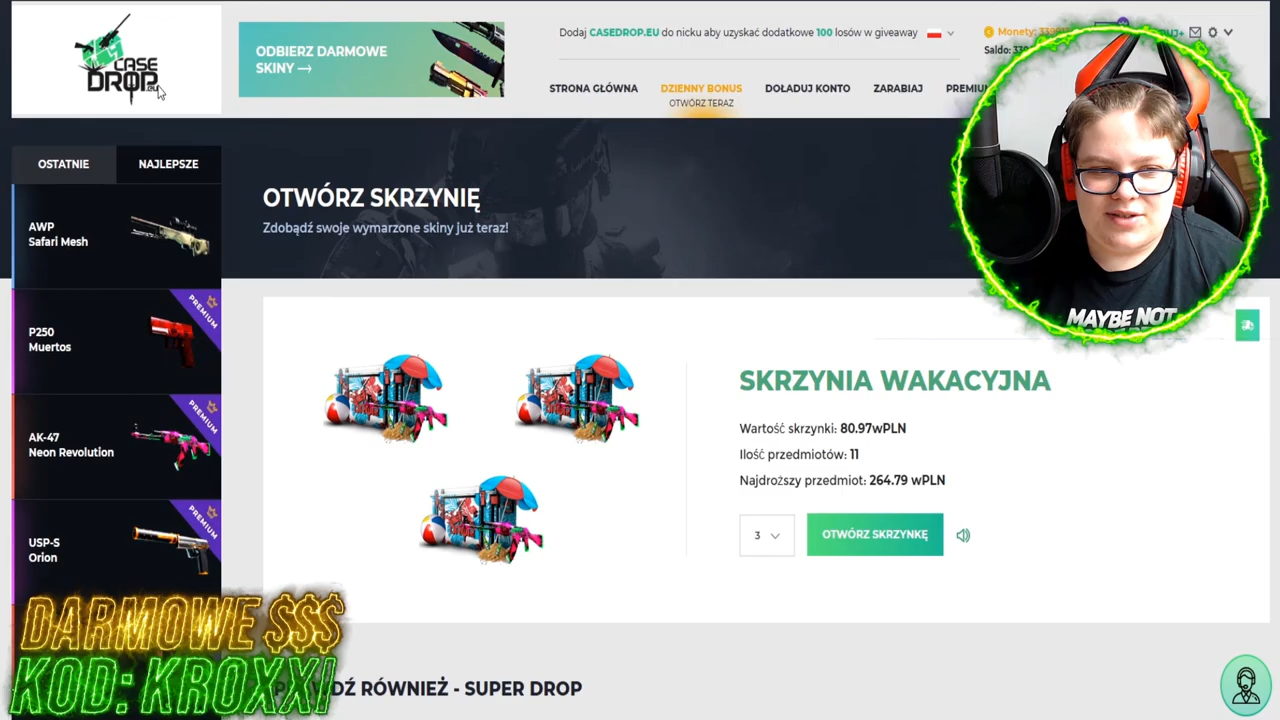 CASE
DROP.EU
ODBIERZ DARMOWE
SKINY →
Dodaj CASEDROP.EU do nicku aby uzyskać dodatkowe 100 losów w giveaway
Monety:
Saldo:
STRONA GŁÓWNA
DZIENNY BONUS
OTWÓRZ TERAZ
DOŁADUJ KONTO
ZARABIAJ
OSTATNIE
NAJLEPSZE
OTWÓRZ SKRZYNIĘ
Zdobądź swoje wymarzone skiny już teraz!
AWP
Safari Mesh
P250
Muertos
PREMIUM
AK-47
Neon Revolution
PREMIUM
USP-S
Orion
PREMIUM
MAYBE NOT
SKRZYNIA WAKACYJNA
Wartość skrzynki: 80.97wPLN
Ilość przedmiotów: 11
Najdroższy przedmiot: 264.79 wPLN
3
OTWÓRZ SKRZYNKĘ
DARMOWE $$$
KOD: KROXXI
RÓWNIEŻ - SUPER DROP